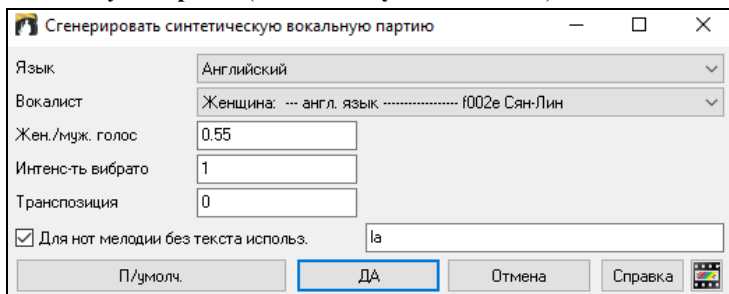 Сгенерировать синтетическую вокальную партию
Язык Английский
Вокалист Женщина: --- англ. язык ------------------ f002e Сян-Лин
Жен./муж. голос 0.55
Интенс-ть вибрато 1
Транспозиция 0
Для нот мелодии без текста использ. la
П/умолч. ДА Отмена Справка